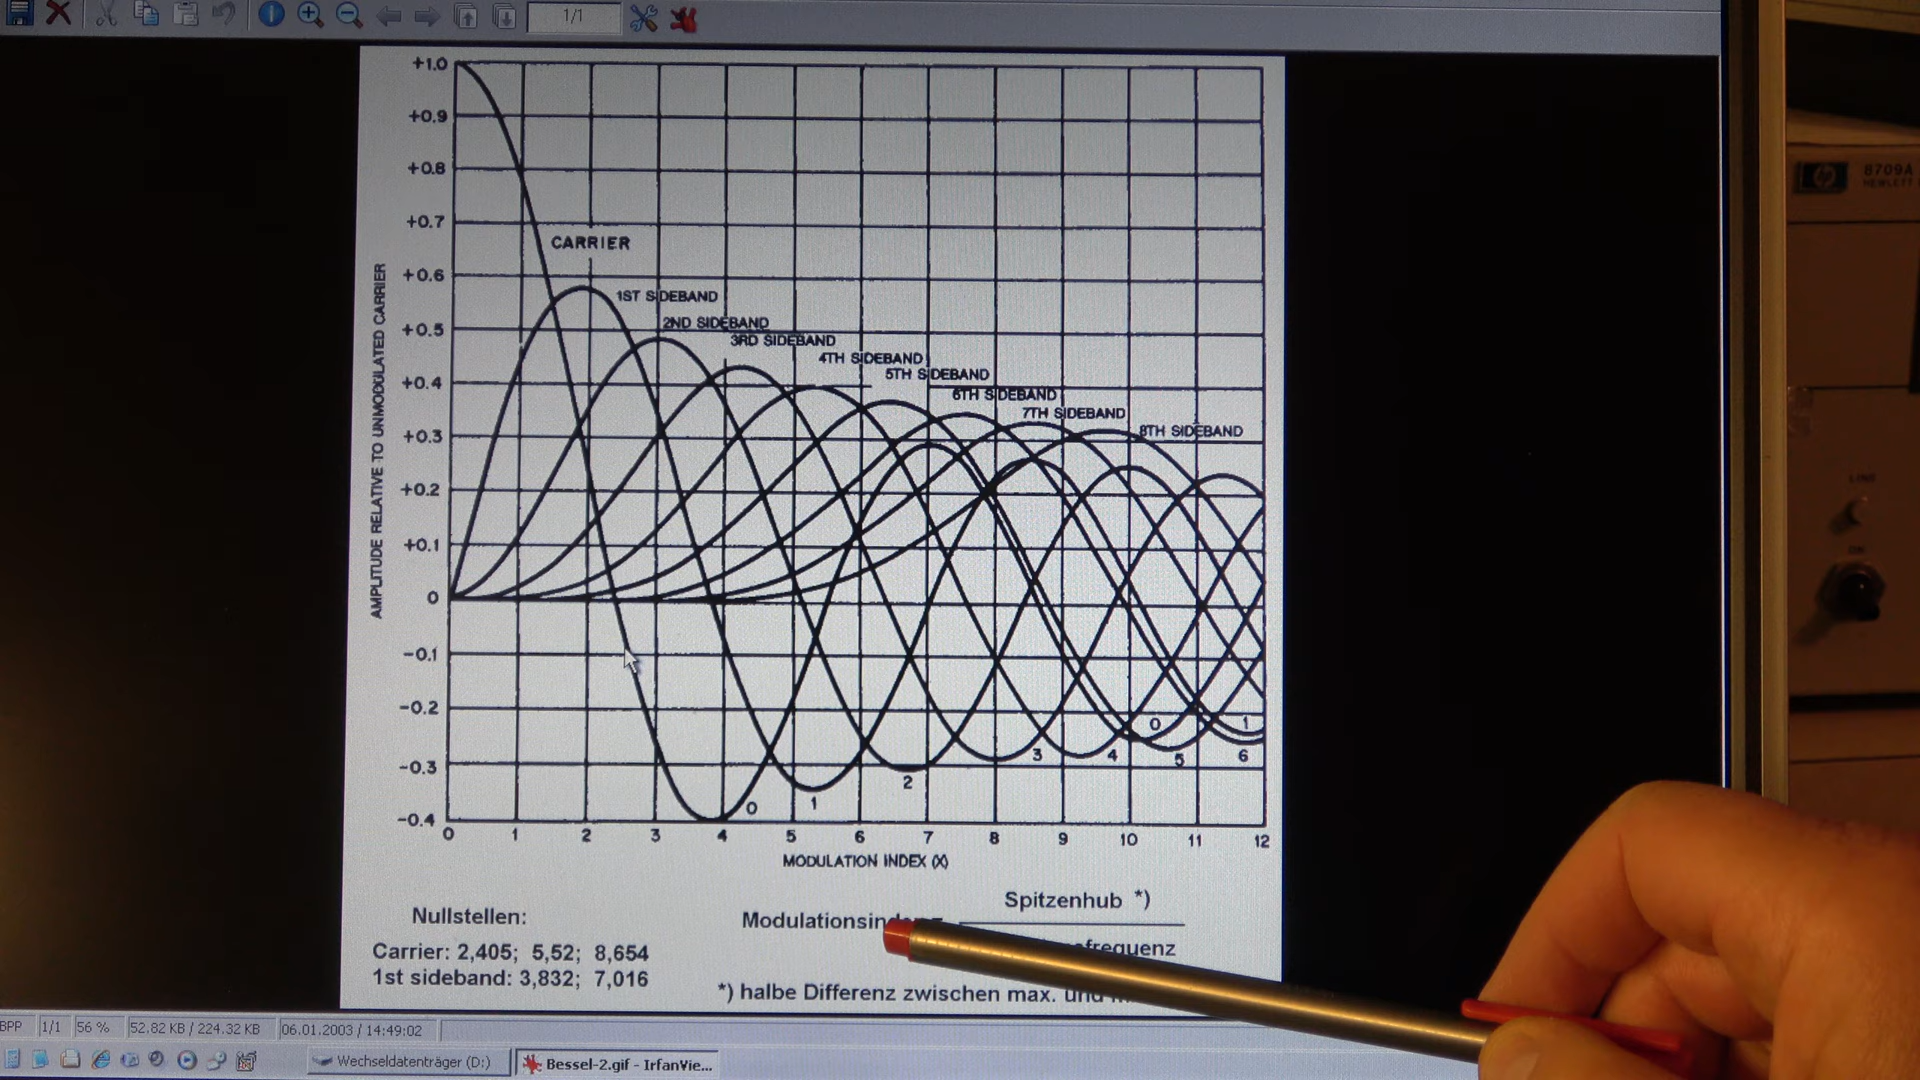 1/1
8709A
+1.0
+0.9
+0.8
+0.7
CARRIER
+0.6
1ST SIDEBAND
2ND SIDEBAND
+0.5
3RD SIDEBAND
4TH SIDEBAND
5TH SIDEBAND
+0.4
6TH SIDEBAND
7TH SIDEBAND
8TH SIDEBAND
+0.3
+0.2
+0.1
0
-0.1
-0.2
-0.3
-0.4
AMPLITUDE RELATIVE TO UNMODULATED CARRIER
0 1 2 3 4 5 6 0 1
0 1 2 3 4 5 6 7 8 9 10 11 12
MODULATION INDEX (X)
LINE
ON
Nullstellen:
Carrier: 2,405; 5,52; 8,654
1st sideband: 3,832; 7,016
Spitzenhub *)
*) halbe Differenz zwischen max. und
BPP 1/1 56 % 52.82 KB / 224.32 KB 06.01.2003 / 14:49:02
Wechseldatenträger (D:)
Bessel-2.gif - IrfanVie...